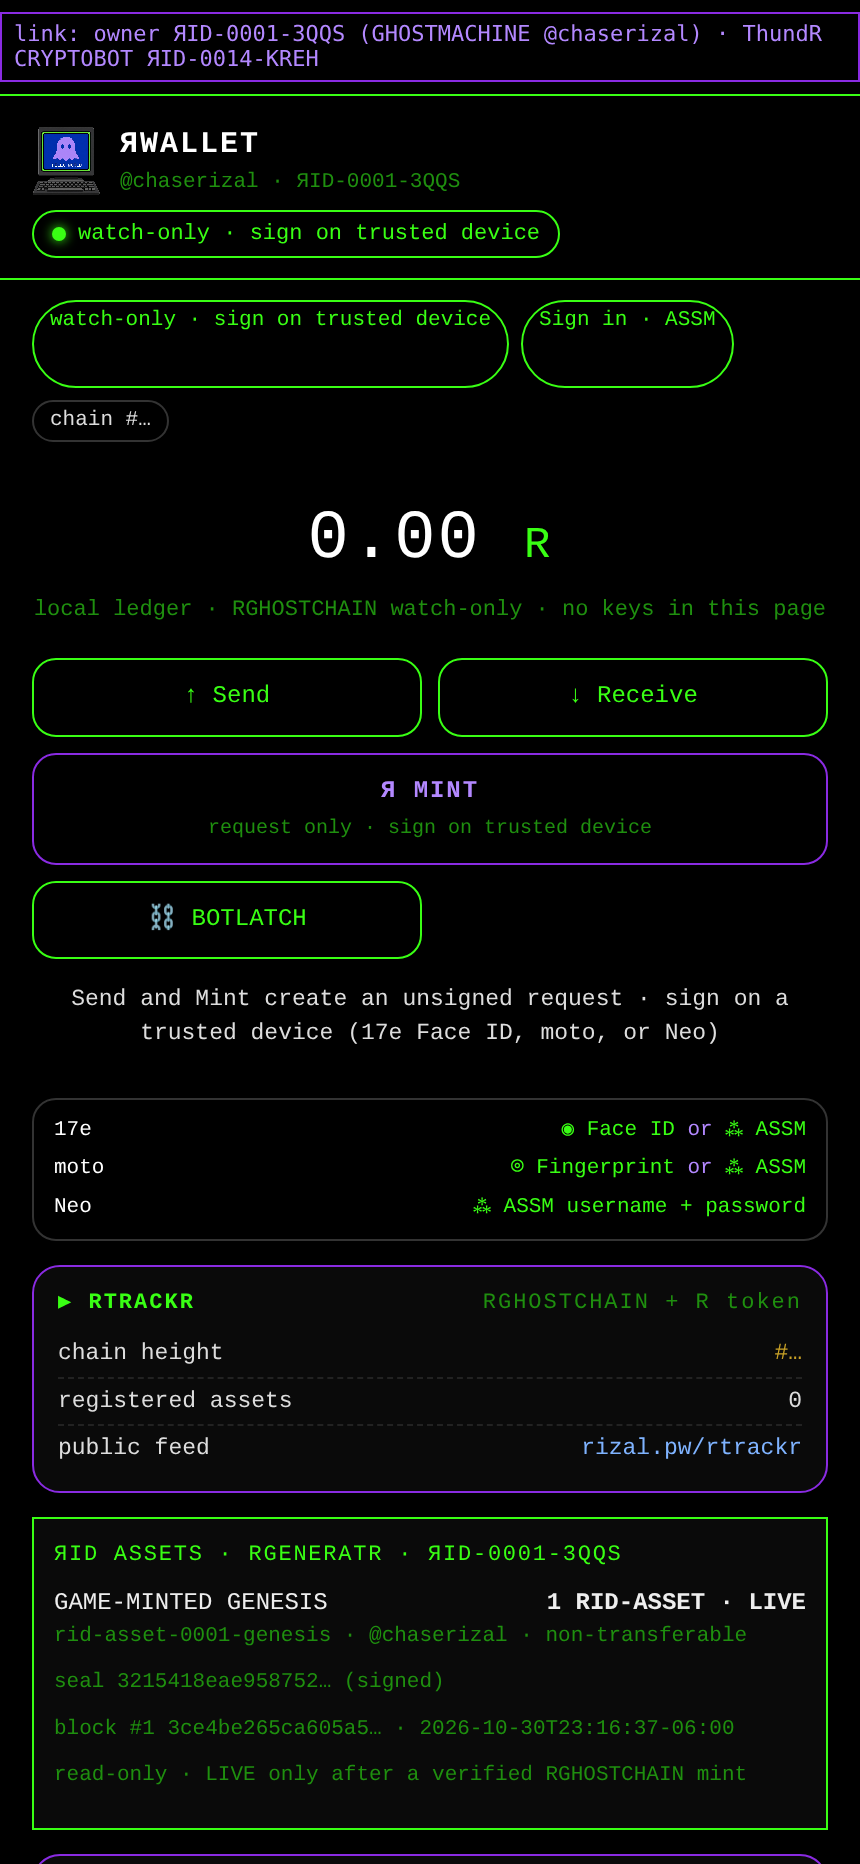 link: owner ЯID-0001-3QQS (GHOSTMACHINE @chaserizal) · ThundR
CRYPTOBOT ЯID-0014-KREH
ЯWALLET
@chaserizal · ЯID-0001-3QQS
watch-only · sign on trusted device
watch-only · sign on trusted device
Sign in · ASSM
chain #…
0.00 R
local ledger · RGHOSTCHAIN watch-only · no keys in this page
↑ Send
↓ Receive
Я MINT
request only · sign on trusted device
⛓ BOTLATCH
Send and Mint create an unsigned request · sign on a
trusted device (17e Face ID, moto, or Neo)
17e ◉ Face ID or ⁂ ASSM
moto ⌾ Fingerprint or ⁂ ASSM
Neo ⁂ ASSM username + password
▶ RTRACKR RGHOSTCHAIN + R token
chain height #…
registered assets 0
public feed rizal.pw/rtrackr
ЯID ASSETS · RGENERATR · ЯID-0001-3QQS
GAME-MINTED GENESIS 1 RID-ASSET · LIVE
rid-asset-0001-genesis · @chaserizal · non-transferable
seal 3215418eae958752… (signed)
block #1 3ce4be265ca605a5… · 2026-10-30T23:16:37-06:00
read-only · LIVE only after a verified RGHOSTCHAIN mint